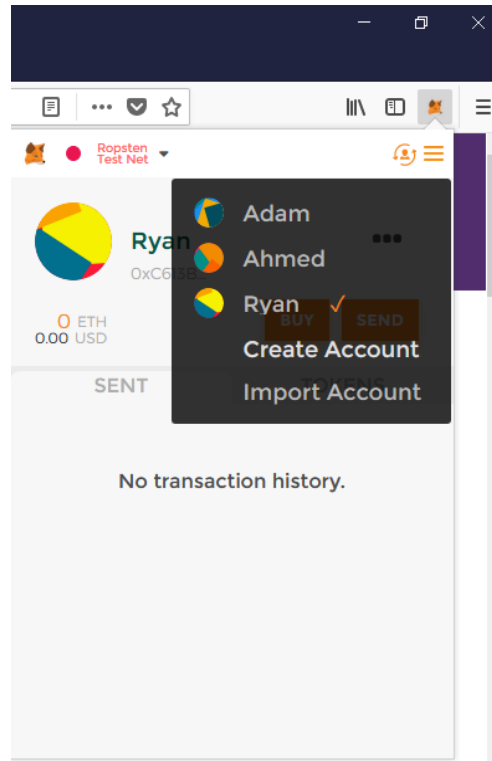 Ropsten
Test Net
Adam
Ryan
Ahmed
Ryan ✓
0 ETH
0.00 USD
BUY
SEND
Create Account
SENT
TOKENS
Import Account
No transaction history.